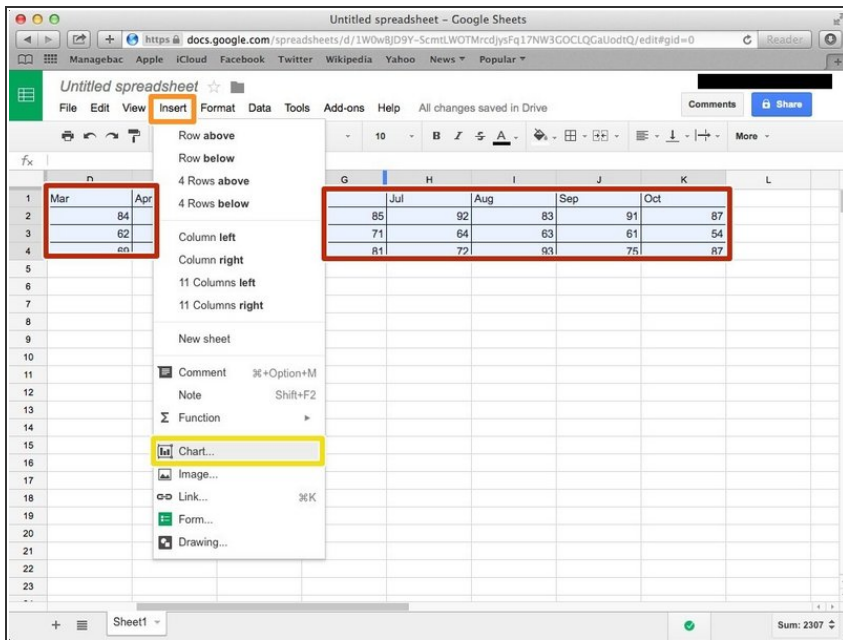 Untitled spreadsheet – Google Sheets
https docs.google.com/spreadsheets/d/1W0wBJD9Y-ScmtLWOTMrcdjysFq17NW3GOCLQGaUodtQ/edit#gid=0 Reader
Managebac Apple iCloud Facebook Twitter Wikipedia Yahoo News Popular
Untitled spreadsheet
File Edit View Insert Format Data Tools Add-ons Help All changes saved in Drive Comments Share
10 B I S A More
fx
D G H I J K L
1 Mar Apr Jul Aug Sep Oct
2 84 85 92 83 91 87
3 62 71 64 63 61 54
4 69 81 72 93 75 87
5
6
7
8
9
10
11
12
13
14
15
16
17
18
19
20
21
22
23
Row above
Row below
4 Rows above
4 Rows below
Column left
Column right
11 Columns left
11 Columns right
New sheet
Comment ⌘+Option+M
Note Shift+F2
Σ Function
Chart...
Image...
Link... ⌘K
Form...
Drawing...
+ Sheet1 Sum: 2307